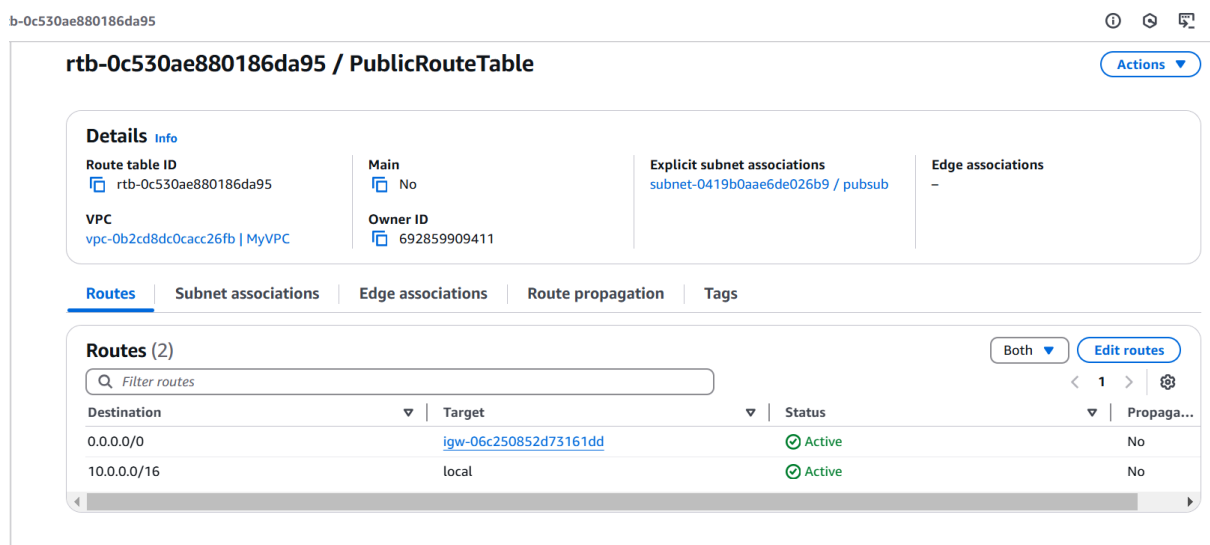 b-0c530ae880186da95
rtb-0c530ae880186da95 / PublicRouteTable
Actions
Details Info
Route table ID
rtb-0c530ae880186da95
Main
No
Explicit subnet associations
subnet-0419b0aae6de026b9 / pubsub
Edge associations
–
VPC
vpc-0b2cd8dc0cacc26fb | MyVPC
Owner ID
692859909411
Routes Subnet associations Edge associations Route propagation Tags
Routes (2)
Both Edit routes
Filter routes
1
Destination Target Status Propaga...
0.0.0.0/0 igw-06c250852d73161dd Active No
10.0.0.0/16 local Active No